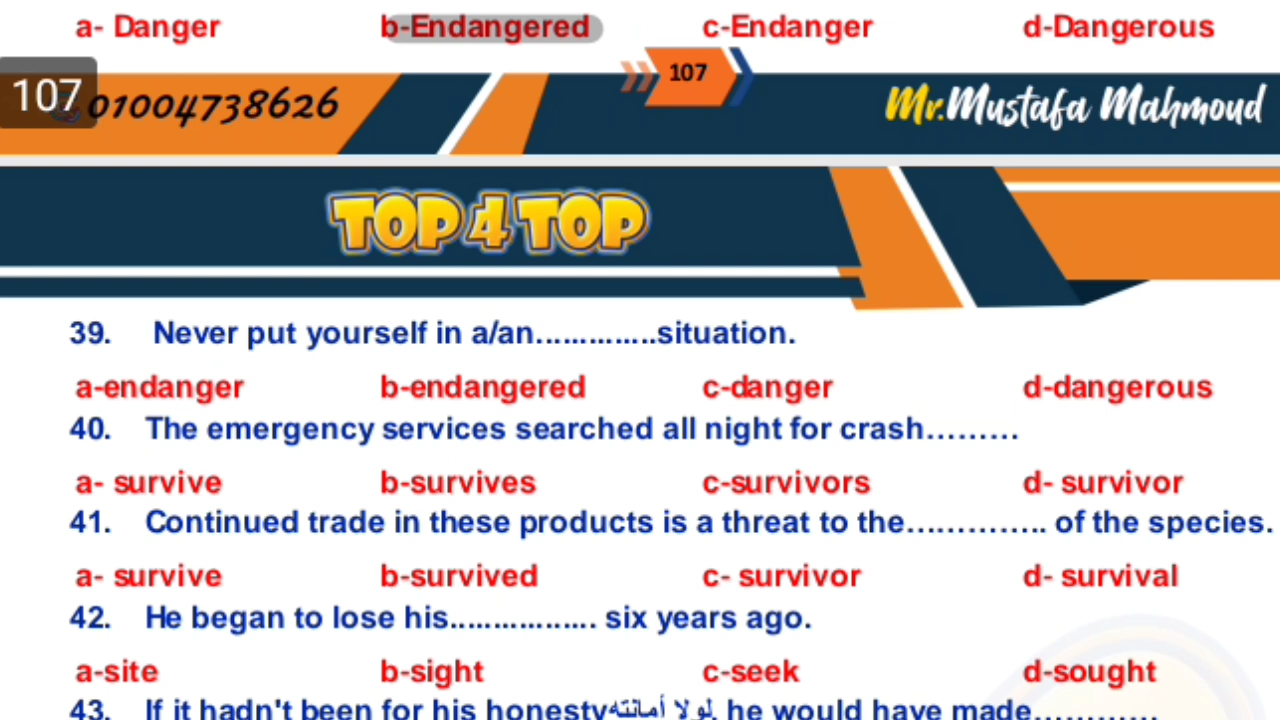 a- Danger b-Endangered c-Endanger d-Dangerous
107
107
01004738626
Mr.Mustafa Mahmoud
TOP 4 TOP
39. Never put yourself in a/an..............situation.
a-endanger b-endangered c-danger d-dangerous
40. The emergency services searched all night for crash.........
a- survive b-survives c-survivors d- survivor
41. Continued trade in these products is a threat to the.............. of the species.
a- survive b-survived c- survivor d- survival
42. He began to lose his................. six years ago.
a-site b-sight c-seek d-sought
43. If it hadn't been for his honesty لولا أمانته, he would have made............